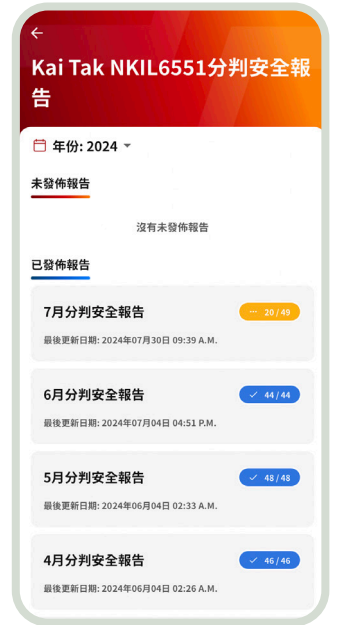 Kai Tak NKIL6551分判安全報
告
年份: 2024
未發佈報告
沒有未發佈報告
已發佈報告
7月分判安全報告
20 / 49
最後更新日期: 2024年07月30日 09:39 A.M.
6月分判安全報告
44 / 44
最後更新日期: 2024年07月04日 04:51 P.M.
5月分判安全報告
48 / 48
最後更新日期: 2024年06月04日 02:33 A.M.
4月分判安全報告
46 / 46
最後更新日期: 2024年06月04日 02:26 A.M.